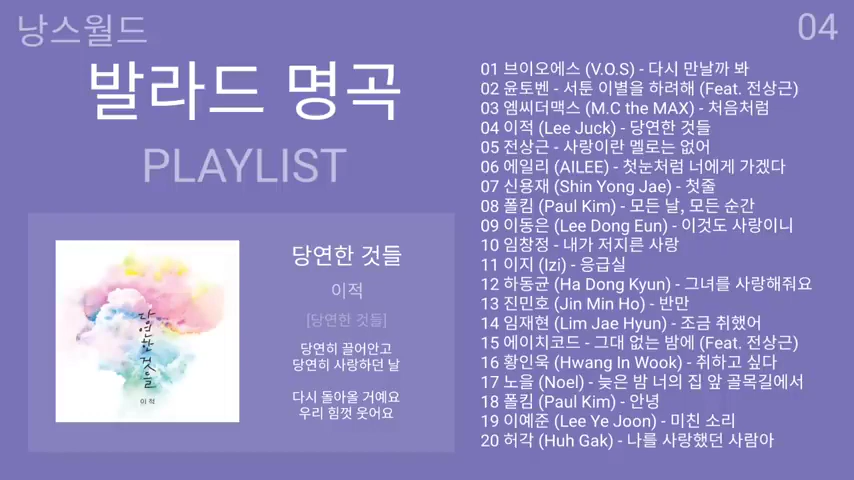 낭스월드
04
발라드 명곡
PLAYLIST
당연한 것들
이적
당연한 것들
이적
[당연한 것들]
당연히 끌어안고
당연히 사랑하던 날
다시 돌아올 거예요
우리 힘껏 웃어요
01 브이오에스 (V.O.S) - 다시 만날까 봐
02 윤토벤 - 서툰 이별을 하려해 (Feat. 전상근)
03 엠씨더맥스 (M.C the MAX) - 처음처럼
04 이적 (Lee Juck) - 당연한 것들
05 전상근 - 사랑이란 멜로는 없어
06 에일리 (AILEE) - 첫눈처럼 너에게 가겠다
07 신용재 (Shin Yong Jae) - 첫줄
08 폴킴 (Paul Kim) - 모든 날, 모든 순간
09 이동은 (Lee Dong Eun) - 이것도 사랑이니
10 임창정 - 내가 저지른 사랑
11 이지 (Izi) - 응급실
12 하동균 (Ha Dong Kyun) - 그녀를 사랑해줘요
13 진민호 (Jin Min Ho) - 반만
14 임재현 (Lim Jae Hyun) - 조금 취했어
15 에이치코드 - 그대 없는 밤에 (Feat. 전상근)
16 황인욱 (Hwang In Wook) - 취하고 싶다
17 노을 (Noel) - 늦은 밤 너의 집 앞 골목길에서
18 폴킴 (Paul Kim) - 안녕
19 이예준 (Lee Ye Joon) - 미친 소리
20 허각 (Huh Gak) - 나를 사랑했던 사람아